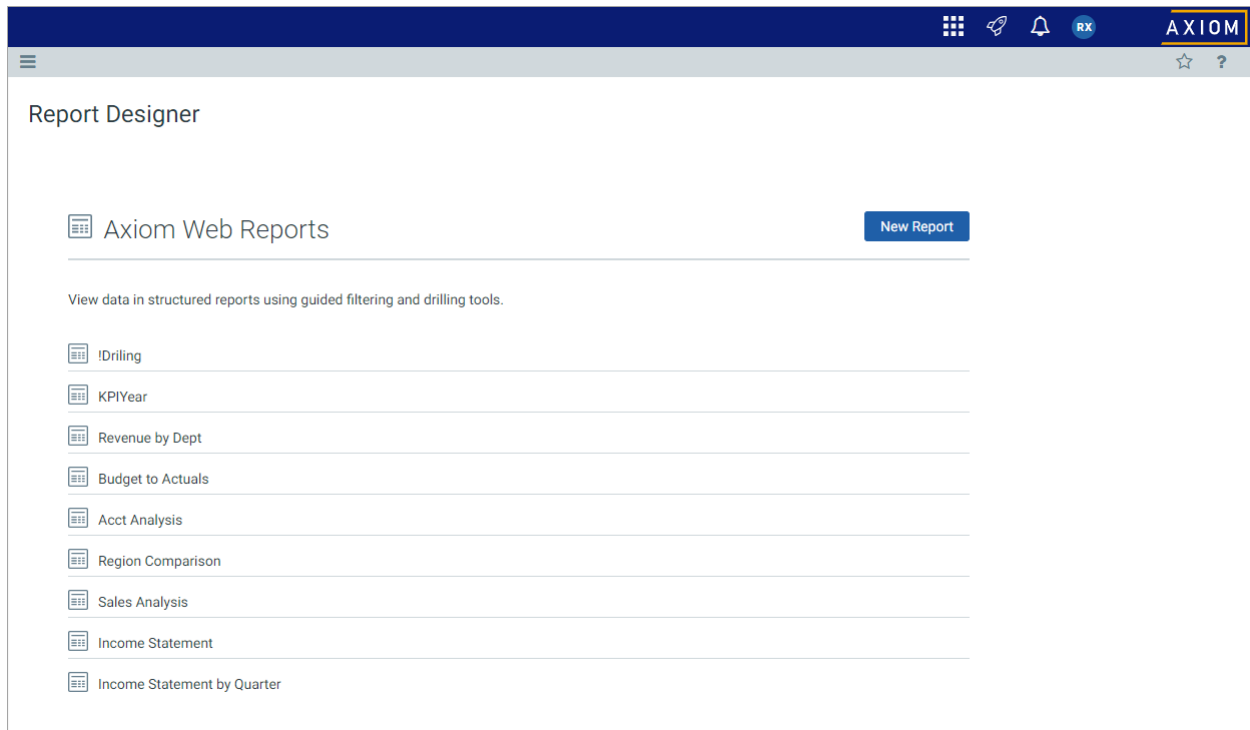 RX
AXIOM
?
Report Designer
Axiom Web Reports
New Report
View data in structured reports using guided filtering and drilling tools.
!Driling
KPIYear
Revenue by Dept
Budget to Actuals
Acct Analysis
Region Comparison
Sales Analysis
Income Statement
Income Statement by Quarter